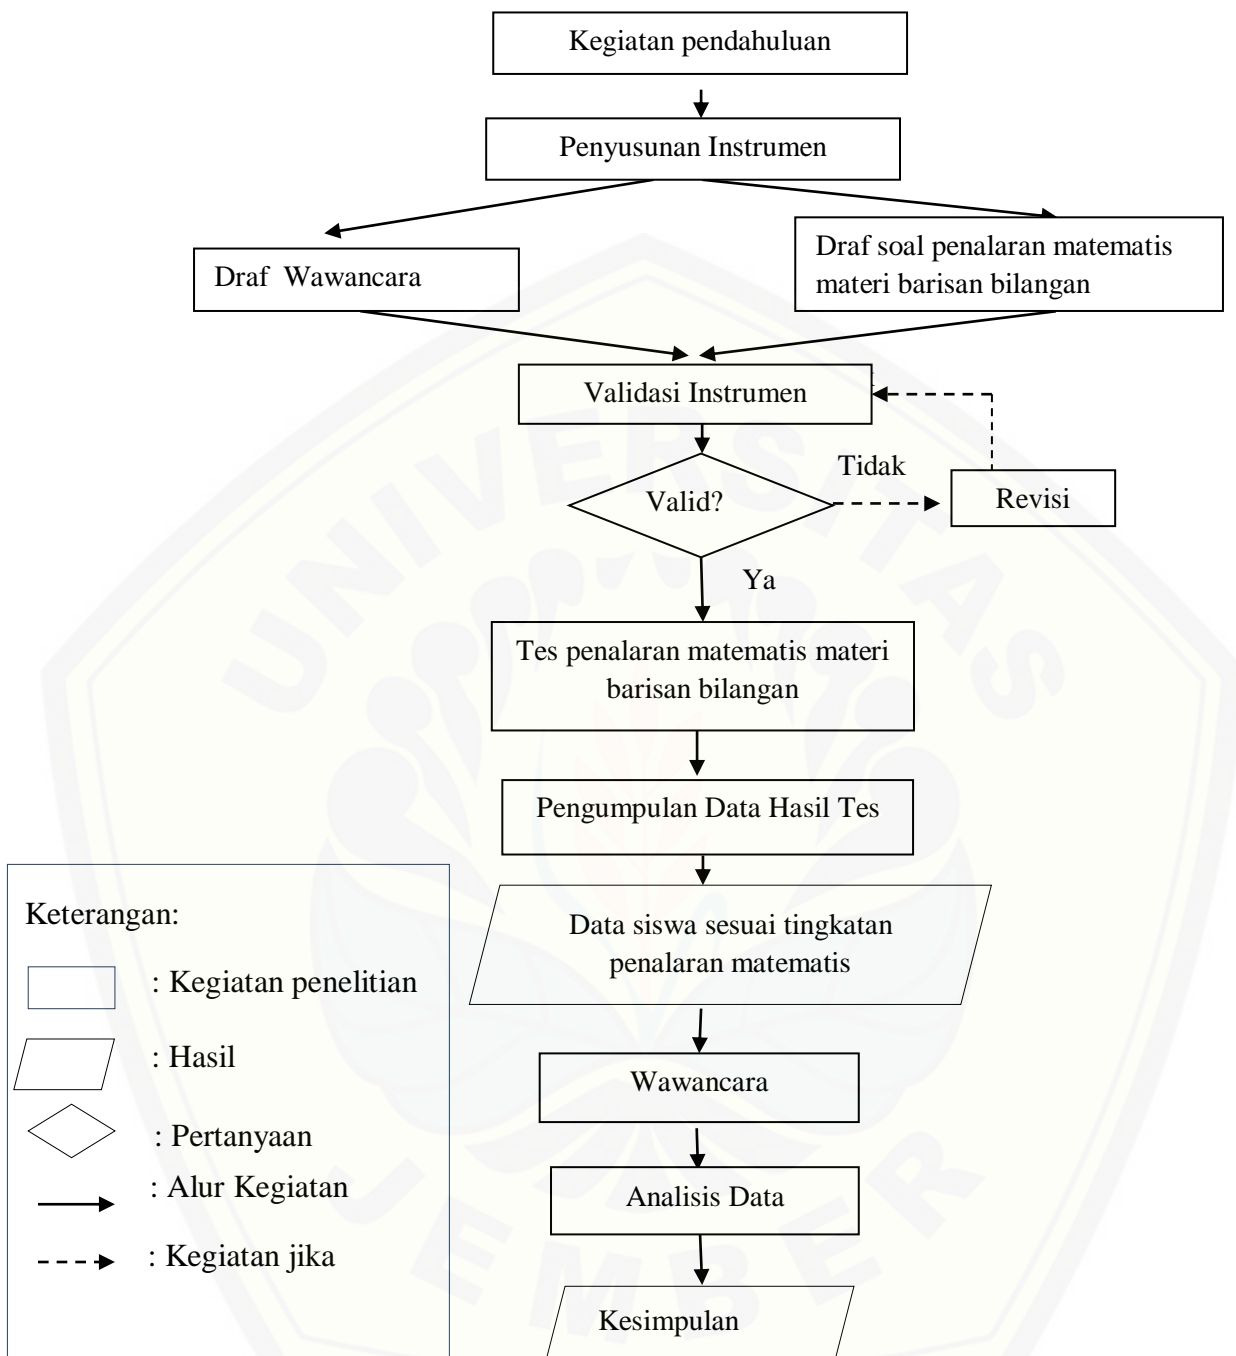 Kegiatan pendahuluan
Penyusunan Instrumen
Draf Wawancara
Draf soal penalaran matematis
materi barisan bilangan
Validasi Instrumen
Valid?
Tidak
Revisi
Ya
Tes penalaran matematis materi
barisan bilangan
Pengumpulan Data Hasil Tes
Data siswa sesuai tingkatan
penalaran matematis
Wawancara
Analisis Data
Kesimpulan
Keterangan:
: Kegiatan penelitian
: Hasil
: Pertanyaan
: Alur Kegiatan
: Kegiatan jika
UNIVERSITAS
JEMBER